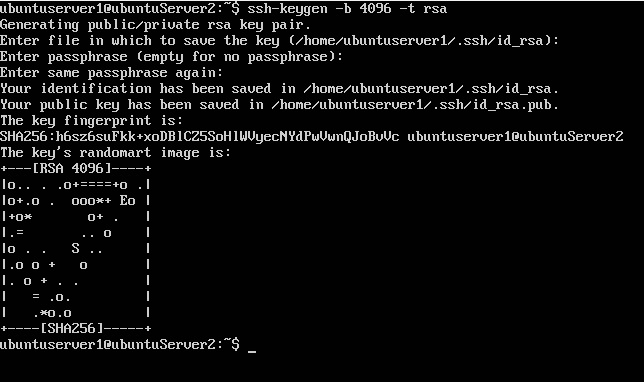 ubuntuserver1@ubuntuServer2:~$ ssh-keygen -b 4096 -t rsa
Generating public/private rsa key pair.
Enter file in which to save the key (/home/ubuntuserver1/.ssh/id_rsa):
Enter passphrase (empty for no passphrase):
Enter same passphrase again:
Your identification has been saved in /home/ubuntuserver1/.ssh/id_rsa.
Your public key has been saved in /home/ubuntuserver1/.ssh/id_rsa.pub.
The key fingerprint is:
SHA256:h6sz6suFkk+xoDBlCZ5SoHlWVyecNYdPwVwnQJoBvVc ubuntuserver1@ubuntuServer2
The key's randomart image is:
+---[RSA 4096]----+
|o.. . .o+====+o .|
|o+.o .  ooo*+ Eo |
|+o*       o+ .   |
|.=       .. o    |
|o . .   S ..     |
|.o o +   o       |
|. o + . .        |
|   = .o.         |
|   .*o.o         |
+----[SHA256]-----+
ubuntuserver1@ubuntuServer2:~$ _